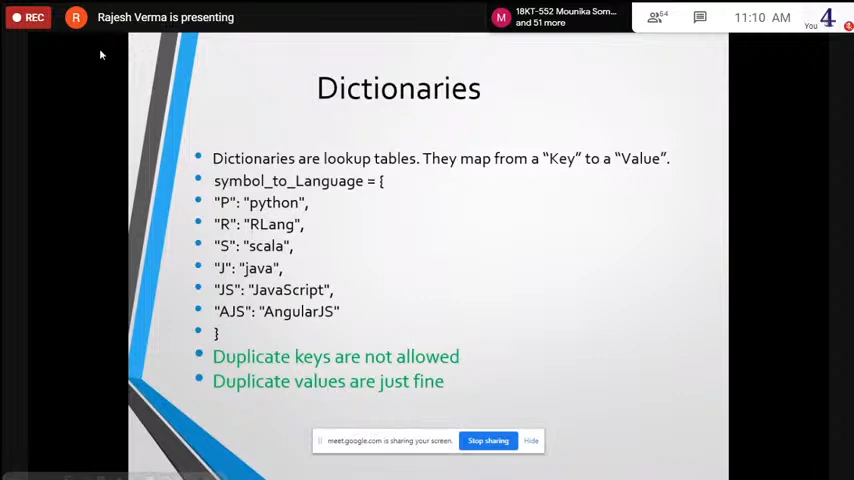 REC
R
Rajesh Verma is presenting
M
18KT-552 Mounika Som...
and 51 more
54
11:10 AM
You
4
Dictionaries
• Dictionaries are lookup tables. They map from a “Key” to a “Value”.
• symbol_to_Language = {
• "P": "python",
• "R": "RLang",
• "S": "scala",
• "J": "java",
• "JS": "JavaScript",
• "AJS": "AngularJS"
• }
• Duplicate keys are not allowed
• Duplicate values are just fine
meet.google.com is sharing your screen.
Stop sharing
Hide